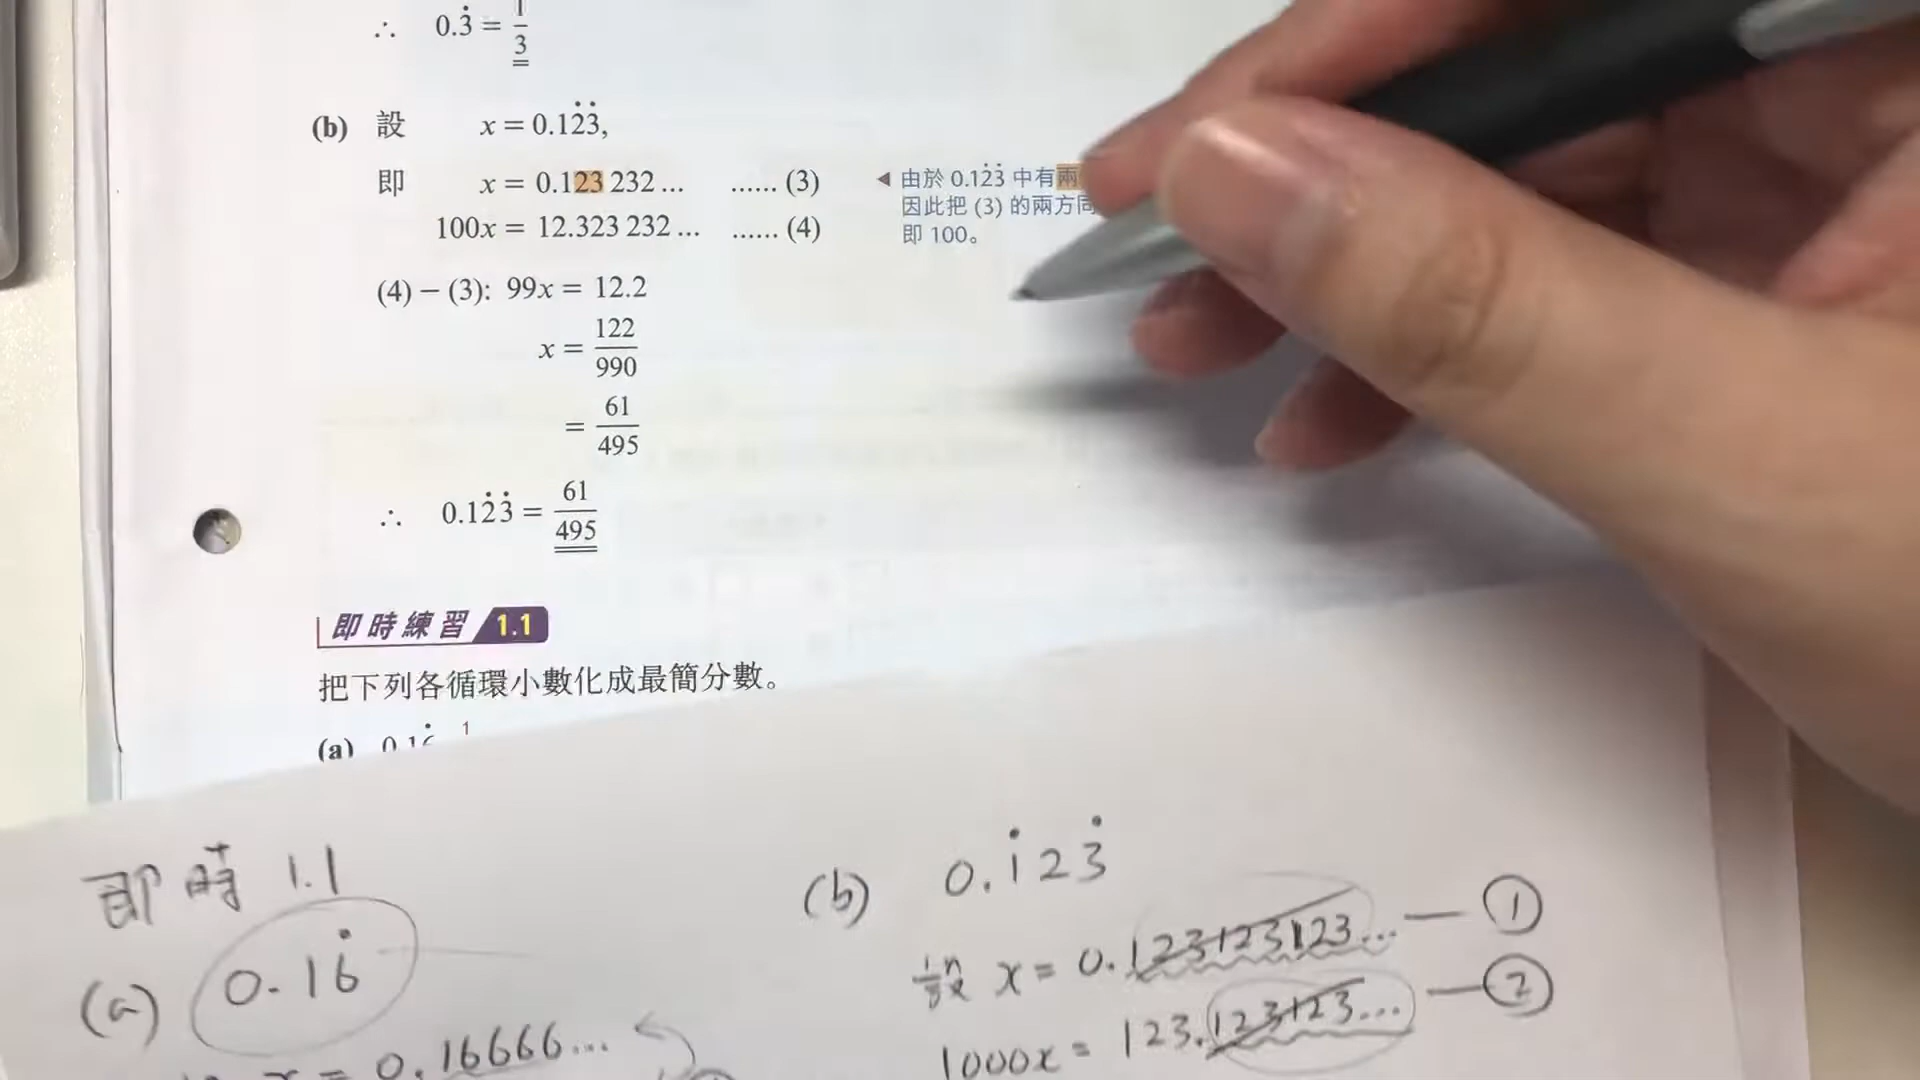 ∴ 0.3̇ = 1/3
(b) 設 x = 0.12̇3̇,
即 x = 0.123 232 ... ...... (3)
◀ 由於 0.12̇3̇ 中有兩
因此把 (3) 的兩方同
即 100。
100x = 12.323 232 ... ...... (4)
(4) − (3): 99x = 12.2
x = 122/990
= 61/495
∴ 0.12̇3̇ = 61/495
即時練習 1.1
把下列各循環小數化成最簡分數。
(a) 0.16̇ 1
即時 1.1
(a) 0.16̇
x = 0.16666...
(b) 0.1̇23̇
設 x = 0.123123123... — ①
1000x = 123.123123... — ②